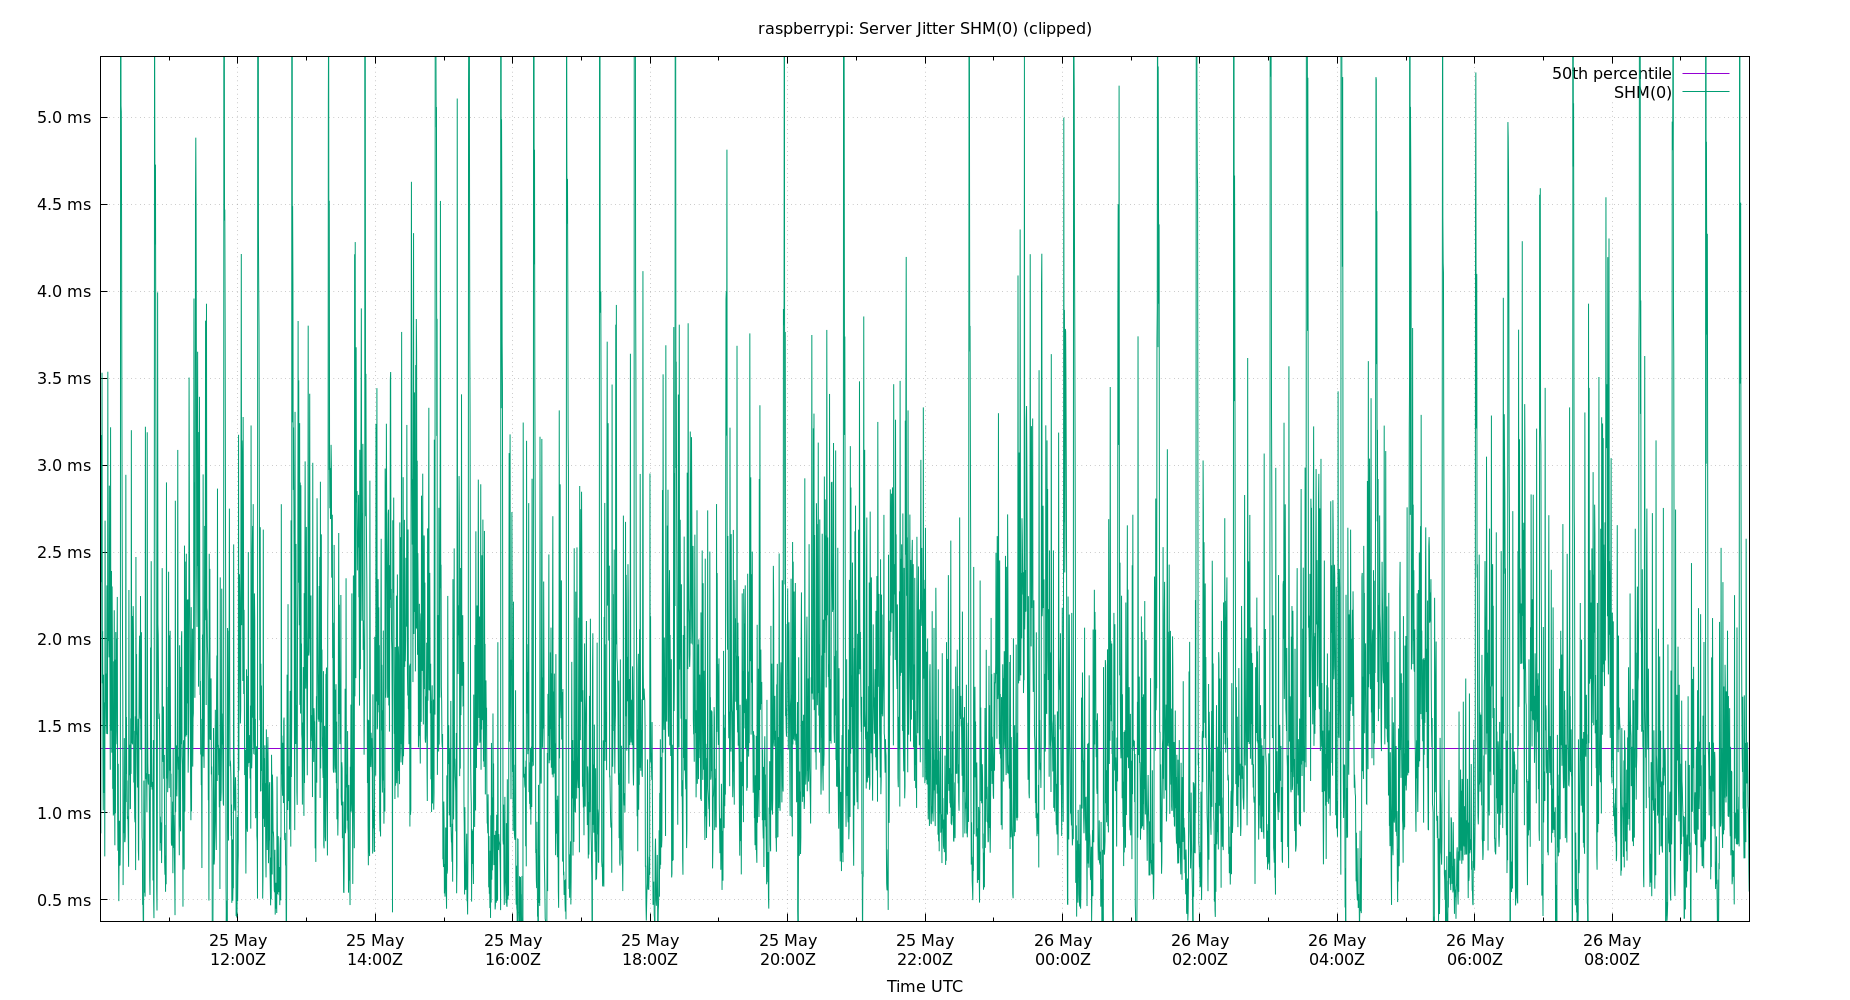 raspberrypi: Server Jitter SHM(0) (clipped)
50th percentile
SHM(0)
5.0 ms
4.5 ms
4.0 ms
3.5 ms
3.0 ms
2.5 ms
2.0 ms
1.5 ms
1.0 ms
0.5 ms
25 May 25 May 25 May 25 May 25 May 25 May 26 May 26 May 26 May 26 May 26 May
12:00Z 14:00Z 16:00Z 18:00Z 20:00Z 22:00Z 00:00Z 02:00Z 04:00Z 06:00Z 08:00Z
Time UTC